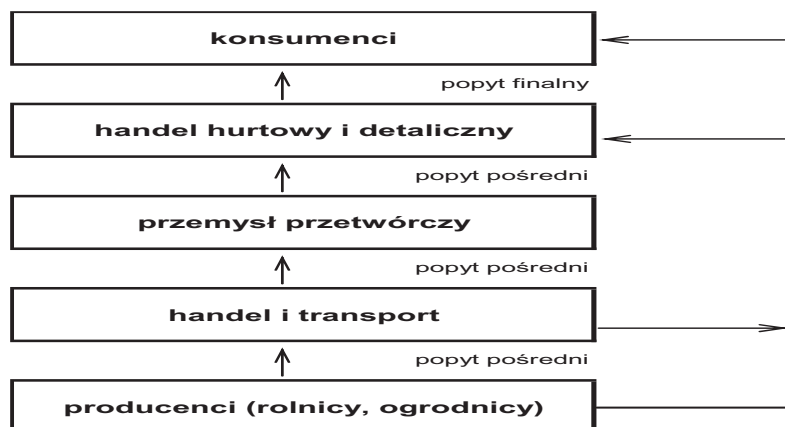 konsumenci
popyt finalny
handel hurtowy i detaliczny
popyt pośredni
przemysł przetwórczy
popyt pośredni
handel i transport
popyt pośredni
producenci (rolnicy, ogrodnicy)